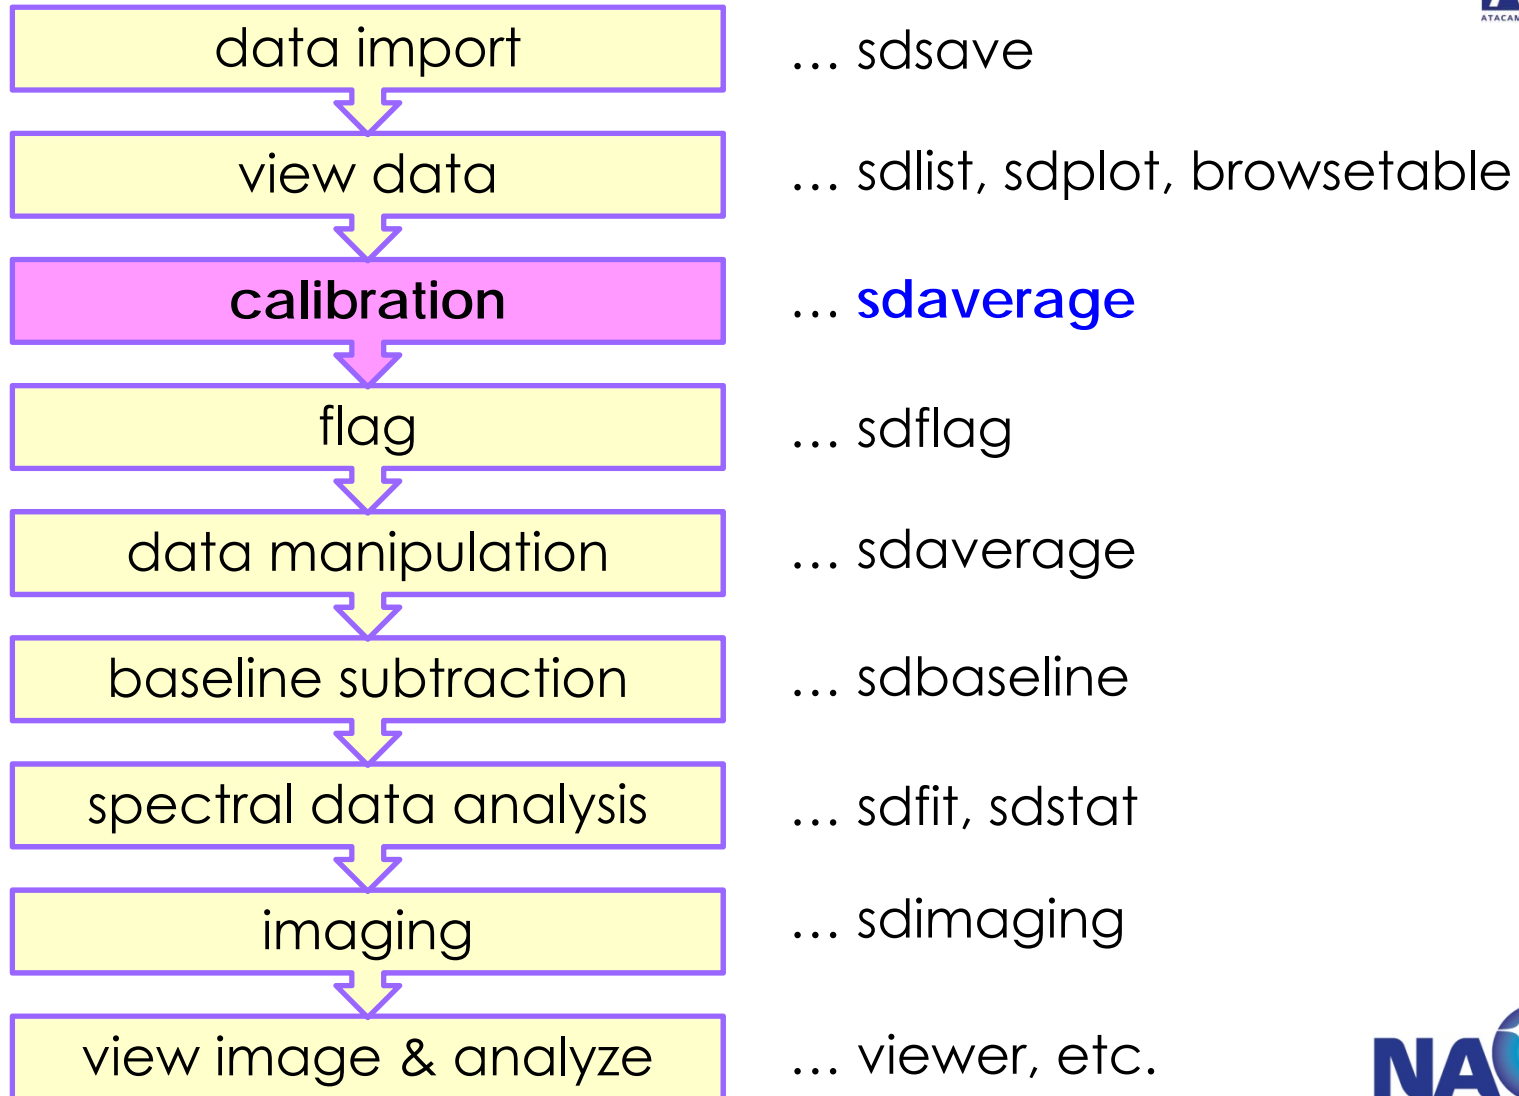 data import … sdsave
view data … sdlist, sdplot, browsetable
calibration … sdaverage
flag … sdflag
data manipulation … sdaverage
baseline subtraction … sdbaseline
spectral data analysis … sdfit, sdstat
imaging … sdimaging
view image & analyze … viewer, etc.